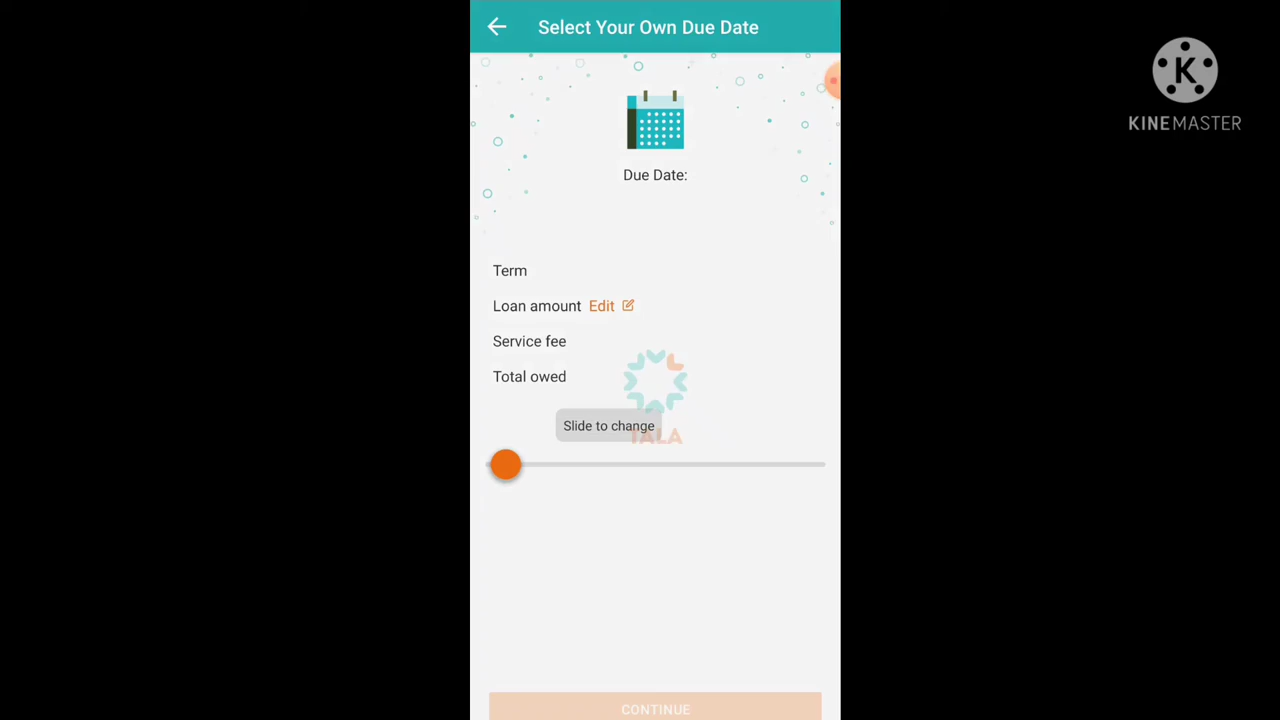 Select Your Own Due Date
KINEMASTER
Due Date:
Term
Loan amount Edit
Service fee
Total owed
Slide to change
TALA
CONTINUE